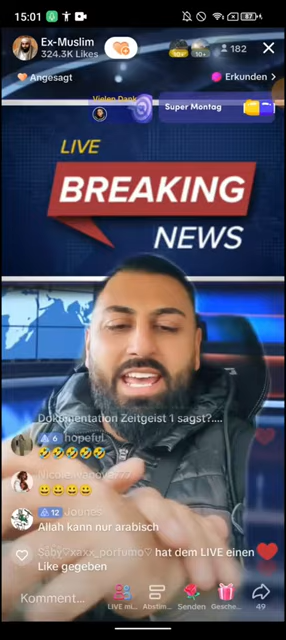 15:01
87
Ex-Muslim
324.3K Likes
182
Angesagt
Erkunden >
Vielen Dank
Super Montag
LIVE
BREAKING
NEWS
Dokumentation Zeitgeist 1 sagst?....
6 hopeful
🤣🤣🤣🤣🤣
😀😀😀😀
12
Allah kann nur arabisch
hat dem LIVE einen
Like gegeben
Komment...
LIVE mi...
Abstim...
Senden
Gesche...
49